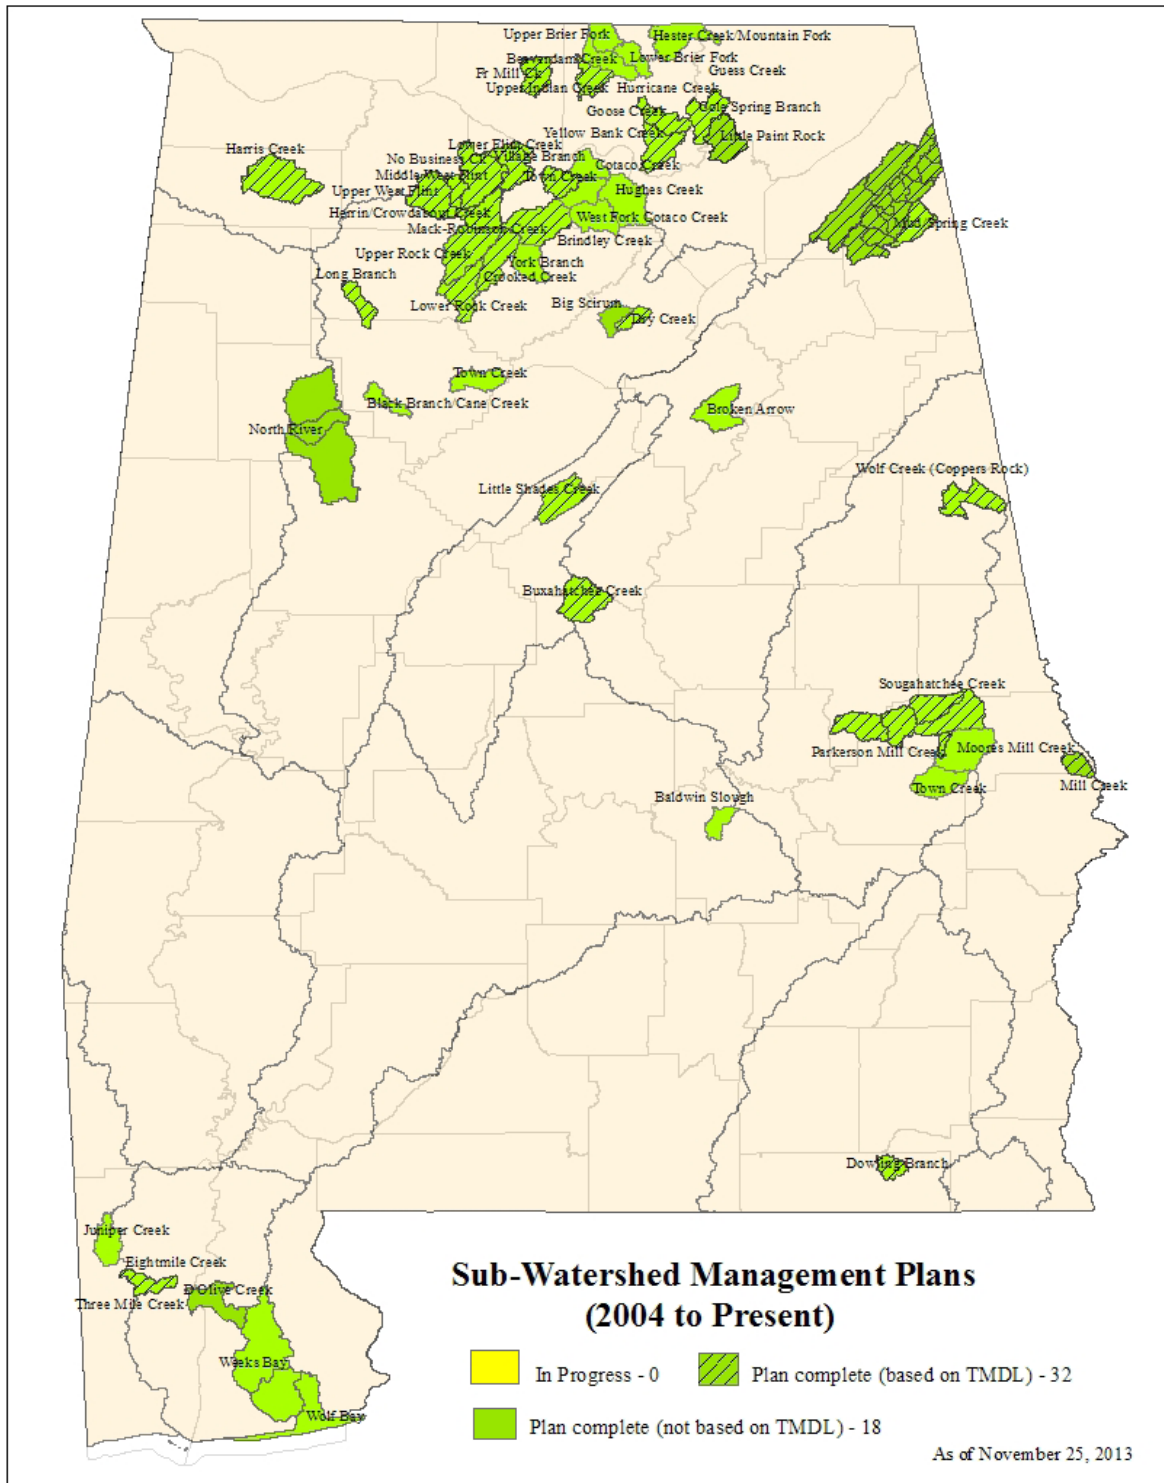 Upper Brier Fork
Hester Creek/Mountain Fork
Beaverdam Creek
Lower Brier Fork
Fr Mill Ck
Guess Creek
Upper Indian Creek
Hurricane Creek
Goose Creek
Cole Spring Branch
Yellow Bank Creek
Little Paint Rock
Lower Flint Creek
Harris Creek
No Business Ck
Village Branch
Cotaco Creek
Middle West Flint
Town Creek
Upper West Flint
Hughes Creek
Herrin/Crowdabout Creek
West Fork Cotaco Creek
Mud Spring Creek
Mack-Robinson Creek
Brindley Creek
Upper Rock Creek
York Branch
Long Branch
Crooked Creek
Lower Rock Creek
Big Scirum
Dry Creek
Town Creek
Black Branch/Cane Creek
Broken Arrow
North River
Wolf Creek (Coppers Rock)
Little Shades Creek
Buxahatchee Creek
Sougahatchee Creek
Parkerson Mill Creek
Moores Mill Creek
Town Creek
Mill Creek
Baldwin Slough
Dowling Branch
Juniper Creek
Eightmile Creek
D'Olive Creek
Three Mile Creek
Weeks Bay
Wolf Bay
Sub-Watershed Management Plans
(2004 to Present)
In Progress - 0
Plan complete (based on TMDL) - 32
Plan complete (not based on TMDL) - 18
As of November 25, 2013